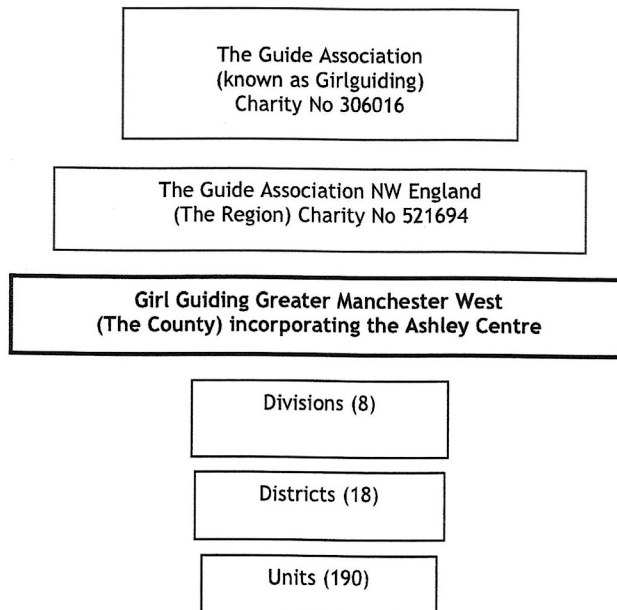 The Guide Association
(known as Girlguiding)
Charity No 306016
The Guide Association NW England
(The Region) Charity No 521694
Girl Guiding Greater Manchester West
(The County) incorporating the Ashley Centre
Divisions (8)
Districts (18)
Units (190)